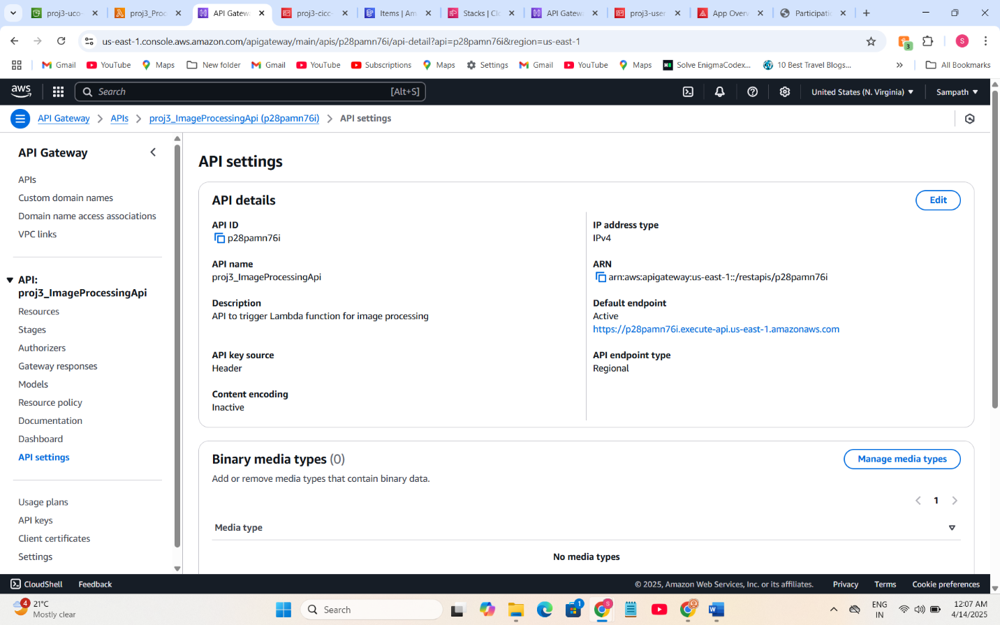 proj3-uco-
proj3_Proc
API Gatew
proj3-cicc-
Items | Am
Stacks | Clo
API Gatew
proj3-user
App Overv
Participatio
us-east-1.console.aws.amazon.com/apigateway/main/apis/p28pamn76i/api-detail?api=p28pamn76i&region=us-east-1
3
S
Gmail
YouTube
Maps
New folder
Gmail
YouTube
Subscriptions
Maps
Settings
Gmail
YouTube
Maps
Solve EnigmaCodex...
10 Best Travel Blogs...
All Bookmarks
aws
Search
[Alt+S]
United States (N. Virginia)
Sampath
API Gateway
APIs
proj3_ImageProcessingApi (p28pamn76i)
API settings
API Gateway
APIs
Custom domain names
Domain name access associations
VPC links
API:
proj3_ImageProcessingApi
Resources
Stages
Authorizers
Gateway responses
Models
Resource policy
Documentation
Dashboard
API settings
Usage plans
API keys
Client certificates
Settings
API settings
API details
Edit
API ID
p28pamn76i
API name
proj3_ImageProcessingApi
Description
API to trigger Lambda function for image processing
API key source
Header
Content encoding
Inactive
IP address type
IPv4
ARN
arn:aws:apigateway:us-east-1::/restapis/p28pamn76i
Default endpoint
Active
https://p28pamn76i.execute-api.us-east-1.amazonaws.com
API endpoint type
Regional
Binary media types (0)
Manage media types
Add or remove media types that contain binary data.
1
Media type
No media types
CloudShell
Feedback
© 2025, Amazon Web Services, Inc. or its affiliates.
Privacy
Terms
Cookie preferences
4
21°C
Mostly clear
Search
1
S
ENG
IN
12:07 AM
4/14/2025